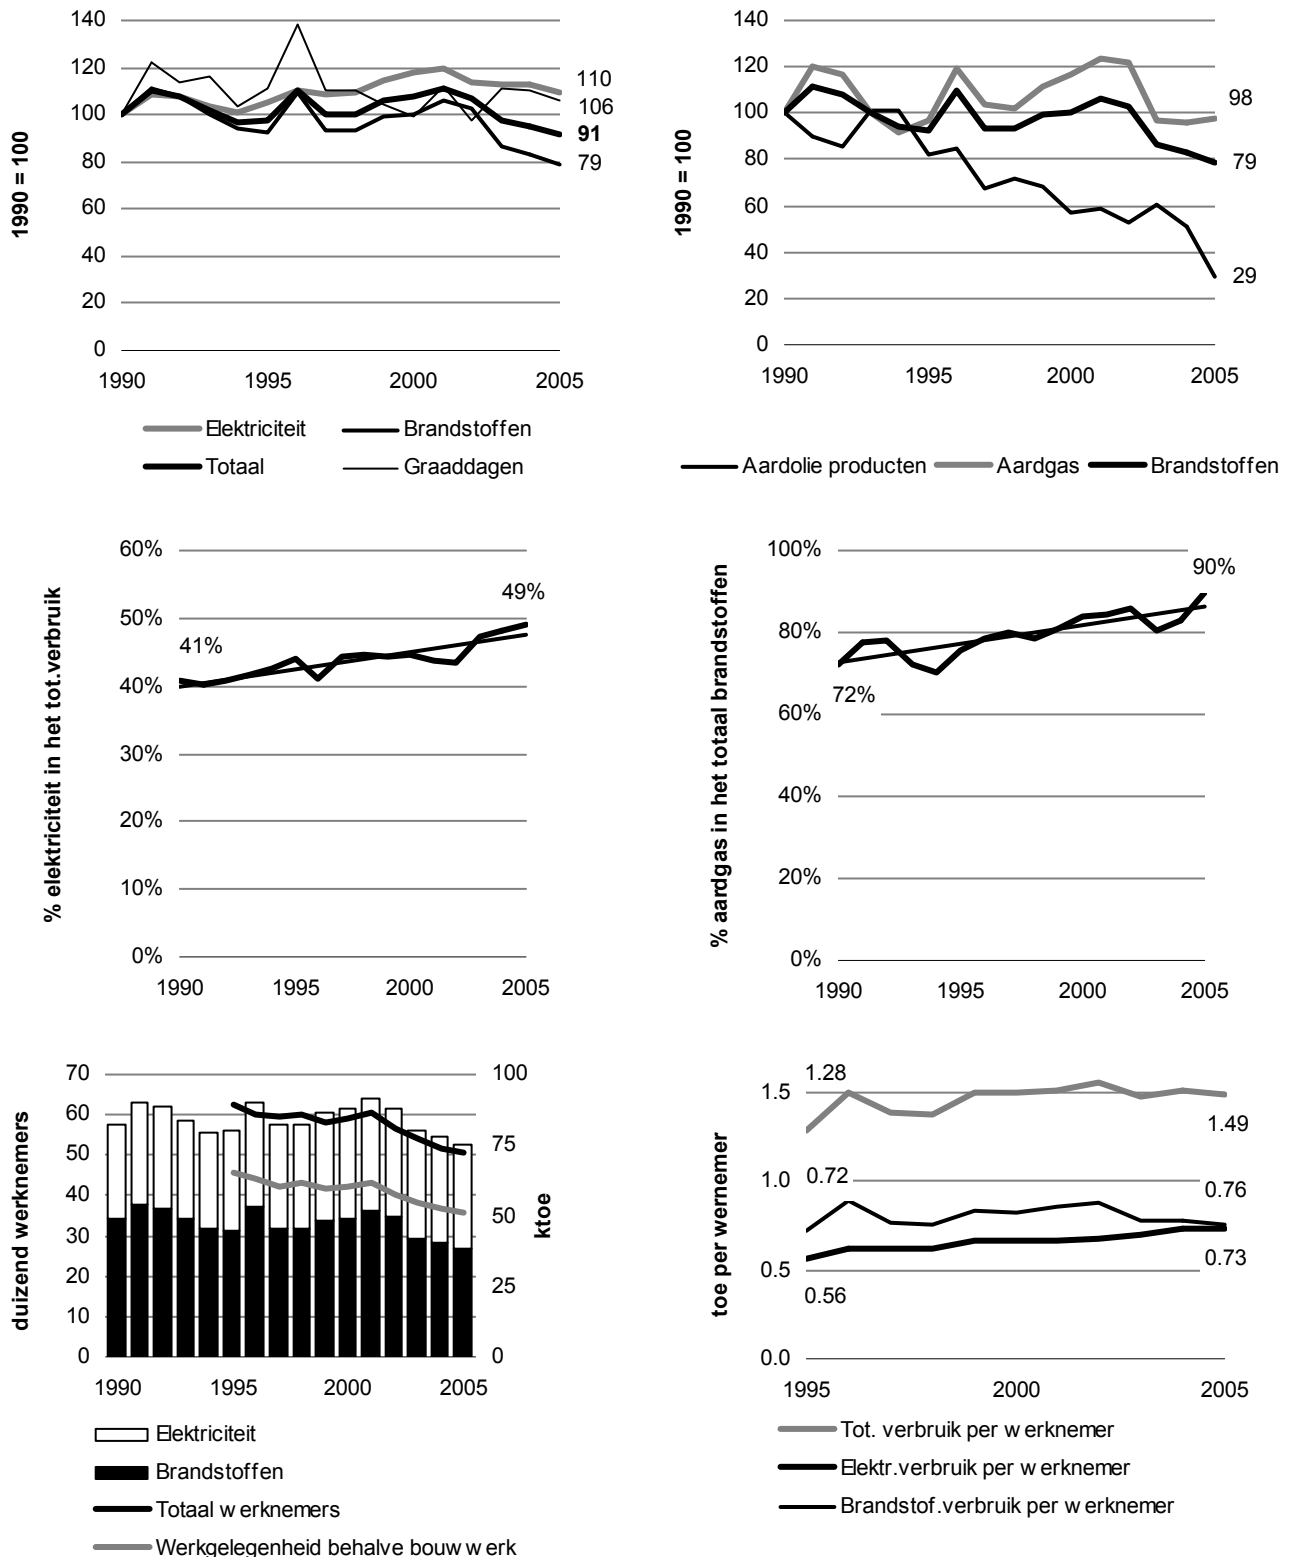 140
120
100
80
60
40
20
0
1990 = 100
110
106
91
79
1990 1995 2000 2005
Elektriciteit Brandstoffen
Totaal Graaddagen
140
120
100
80
60
40
20
0
1990 = 100
98
79
29
1990 1995 2000 2005
Aardolie producten Aardgas Brandstoffen
60%
50%
40%
30%
20%
10%
0%
% elektriciteit in het tot.verbruik
41%
49%
1990 1995 2000 2005
100%
80%
60%
40%
20%
0%
% aardgas in het totaal brandstoffen
90%
72%
1990 1995 2000 2005
70
60
50
40
30
20
10
0
duizend werknemers
100
75
50
25
0
ktoe
1990 1995 2000 2005
Elektriciteit
Brandstoffen
Totaal werknemers
Werkgelegenheid behalve bouwwerk
1.5
1.0
0.5
0.0
toe per wernemer
1.28
1.49
0.72
0.76
0.56
0.73
1995 2000 2005
Tot. verbruik per werknemer
Elektr.verbruik per werknemer
Brandstof.verbruik per werknemer